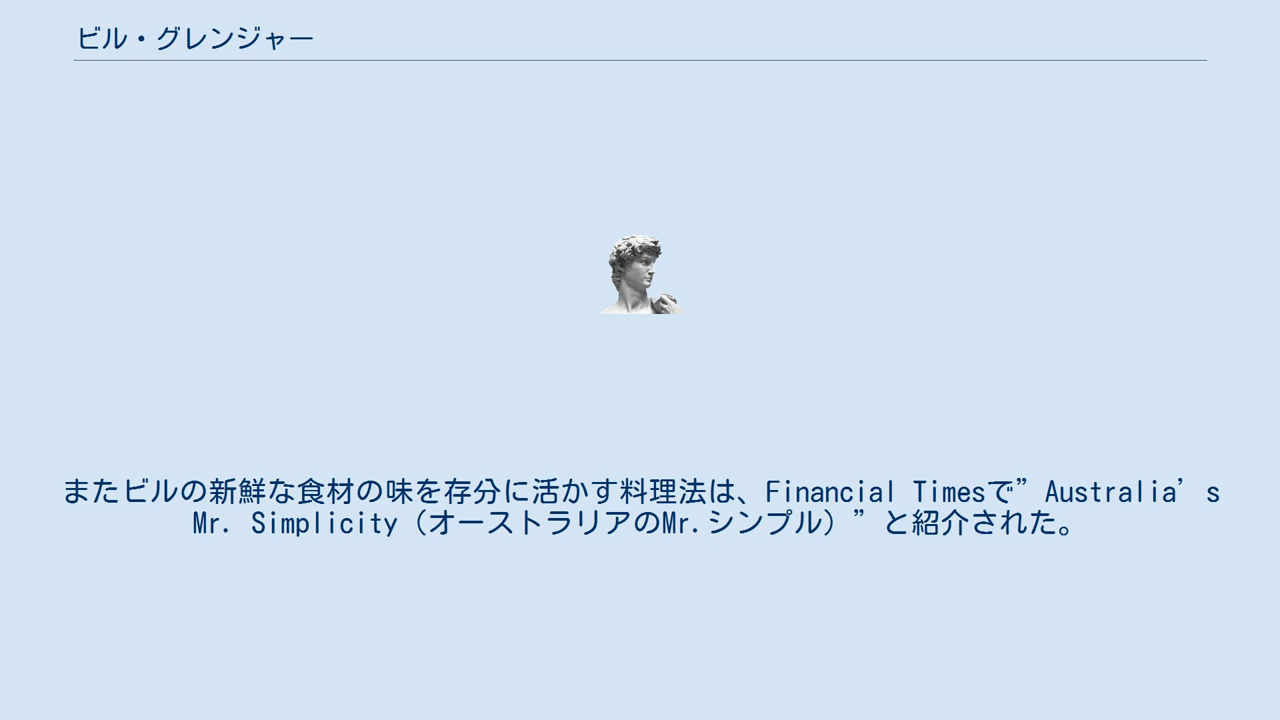 ビル・グレンジャー
またビルの新鮮な食材の味を存分に活かす料理法は、Financial Timesで”Australia’s
Mr. Simplicity（オーストラリアのMr.シンプル）”と紹介された。